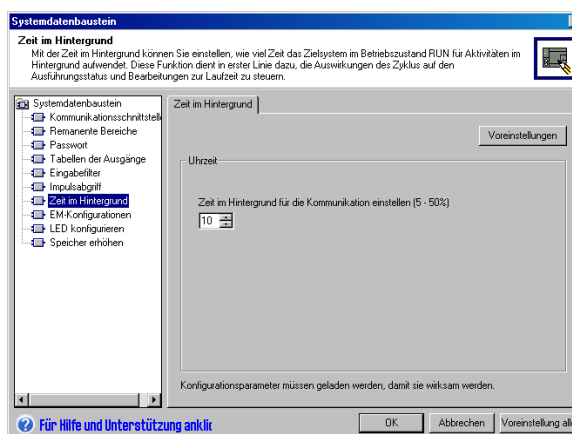 Systemdatenbaustein
Zeit im Hintergrund
Mit der Zeit im Hintergrund können Sie einstellen, wie viel Zeit das Zielsystem im Betriebszustand RUN für Aktivitäten im
Hintergrund aufwendet. Diese Funktion dient in erster Linie dazu, die Auswirkungen des Zyklus auf den
Ausführungsstatus und Bearbeitungen zur Laufzeit zu steuern.
Systemdatenbaustein
Kommunikationsschnittstell
Remanente Bereiche
Passwort
Tabellen der Ausgänge
Eingabefilter
Impulsabgriff
Zeit im Hintergrund
EM-Konfigurationen
LED konfigurieren
Speicher erhöhen
Zeit im Hintergrund
Voreinstellungen
Uhrzeit
Zeit im Hintergrund für die Kommunikation einstellen (5 - 50%)
10
Konfigurationsparameter müssen geladen werden, damit sie wirksam werden.
Für Hilfe und Unterstützung anklic
OK
Abbrechen
Voreinstellung all